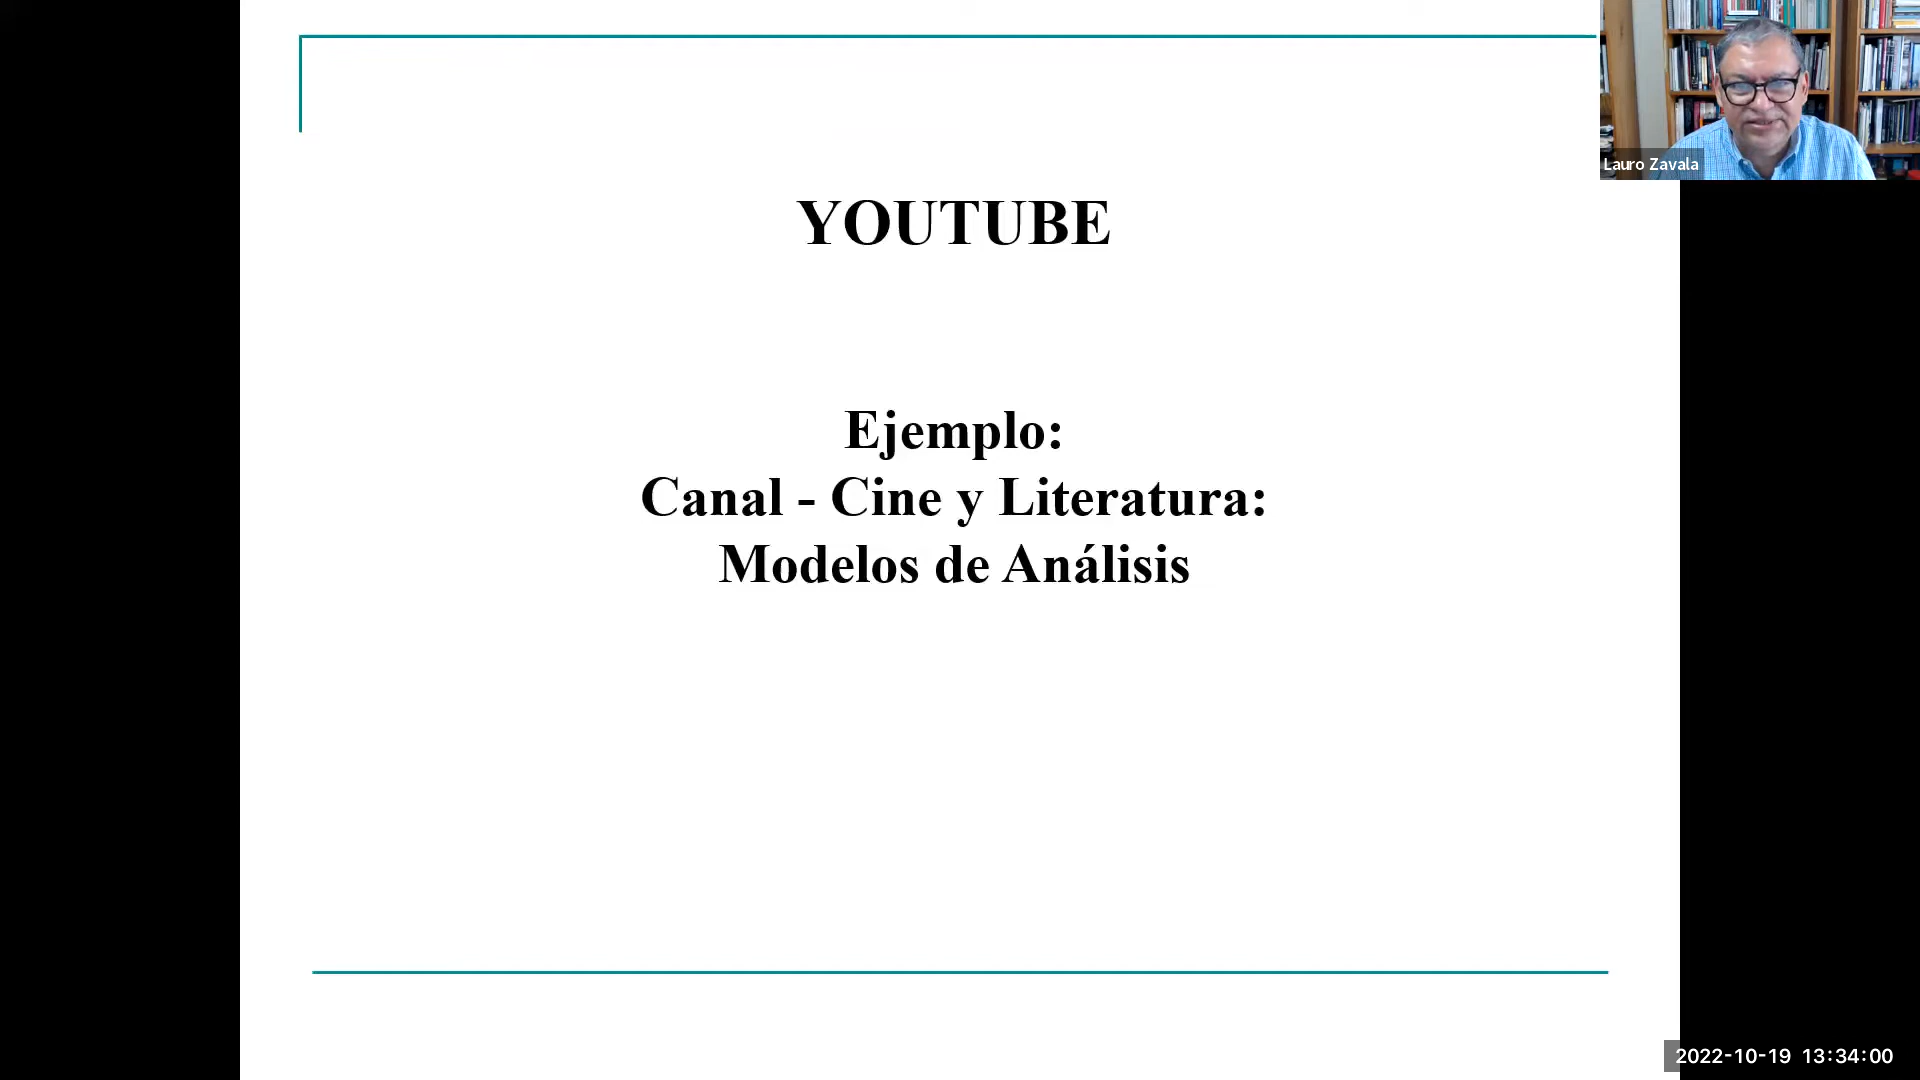 YOUTUBE
Ejemplo:
Canal - Cine y Literatura:
Modelos de Análisis
Lauro Zavala
2022-10-19 13:34:00